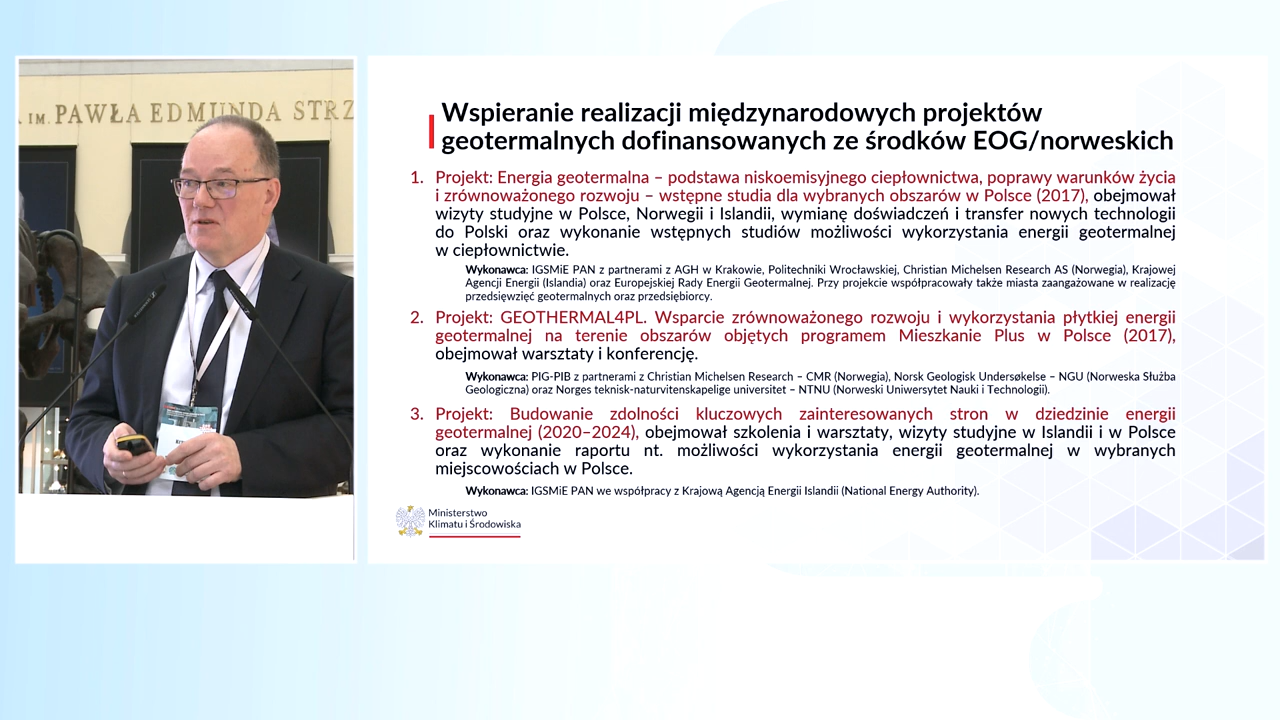 IM. PAWŁA EDMUNDA STRZ
Wspieranie realizacji międzynarodowych projektów
geotermalnych dofinansowanych ze środków EOG/norweskich
1. Projekt: Energia geotermalna – podstawa niskoemisyjnego ciepłownictwa, poprawy warunków życia
i zrównoważonego rozwoju – wstępne studia dla wybranych obszarów w Polsce (2017), obejmował
wizyty studyjne w Polsce, Norwegii i Islandii, wymianę doświadczeń i transfer nowych technologii
do Polski oraz wykonanie wstępnych studiów możliwości wykorzystania energii geotermalnej
w ciepłownictwie.
Wykonawca: IGSMiE PAN z partnerami z AGH w Krakowie, Politechniki Wrocławskiej, Christian Michelsen Research AS (Norwegia), Krajowej
Agencji Energii (Islandia) oraz Europejskiej Rady Energii Geotermalnej. Przy projekcie współpracowały także miasta zaangażowane w realizację
przedsięwzięć geotermalnych oraz przedsiębiorcy.
2. Projekt: GEOTHERMAL4PL. Wsparcie zrównoważonego rozwoju i wykorzystania płytkiej energii
geotermalnej na terenie obszarów objętych programem Mieszkanie Plus w Polsce (2017),
obejmował warsztaty i konferencję.
Wykonawca: PIG-PIB z partnerami z Christian Michelsen Research – CMR (Norwegia), Norsk Geologisk Undersøkelse – NGU (Norweska Służba
Geologiczna) oraz Norges teknisk-naturvitenskapelige universitet – NTNU (Norweski Uniwersytet Nauki i Technologii).
3. Projekt: Budowanie zdolności kluczowych zainteresowanych stron w dziedzinie energii
geotermalnej (2020–2024), obejmował szkolenia i warsztaty, wizyty studyjne w Islandii i w Polsce
oraz wykonanie raportu nt. możliwości wykorzystania energii geotermalnej w wybranych
miejscowościach w Polsce.
Wykonawca: IGSMiE PAN we współpracy z Krajową Agencją Energii Islandii (National Energy Authority).
Ministerstwo
Klimatu i Środowiska